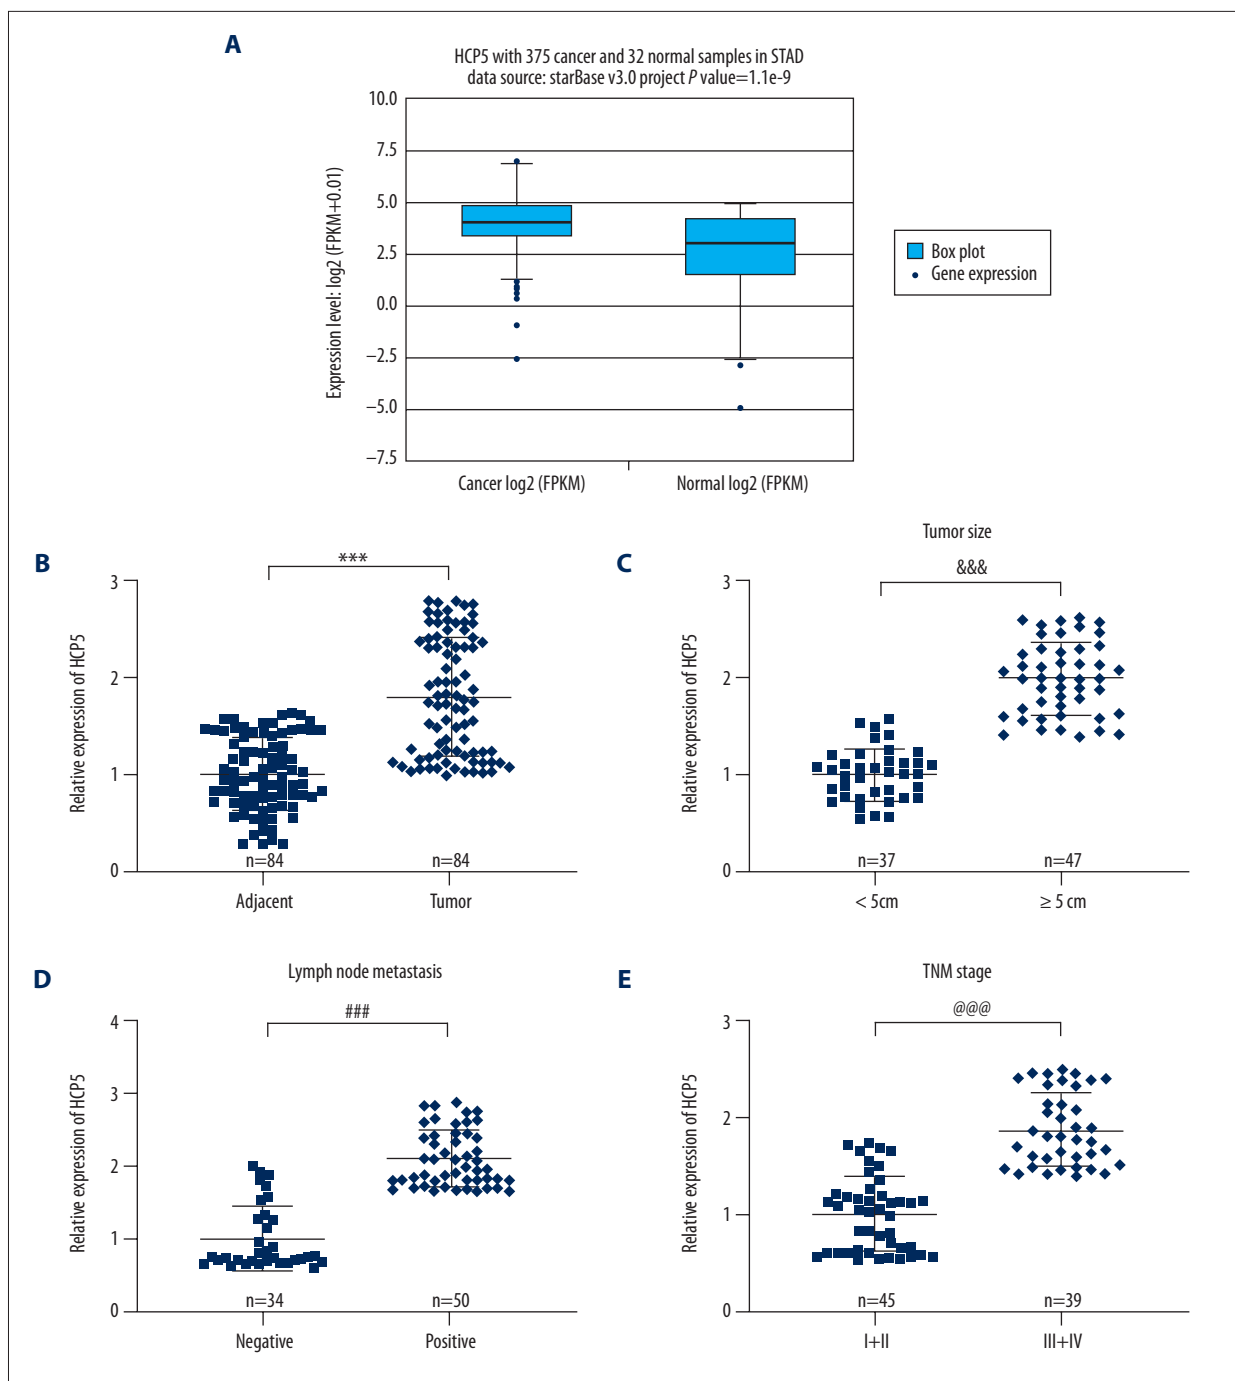 A
HCP5 with 375 cancer and 32 normal samples in STAD
data source: starBase v3.0 project P value=1.1e-9
Expression level: log2 (FPKM+0.01)
10.0
7.5
5.0
2.5
0.0
−2.5
−5.0
−7.5
Cancer log2 (FPKM)
Normal log2 (FPKM)
Box plot
Gene expression
B
***
Relative expression of HCP5
3
2
1
0
n=84
n=84
Adjacent
Tumor
C
Tumor size
&&&
Relative expression of HCP5
3
2
1
0
n=37
n=47
< 5cm
≥ 5 cm
D
Lymph node metastasis
###
Relative expression of HCP5
4
3
2
1
0
n=34
n=50
Negative
Positive
E
TNM stage
@@@
Relative expression of HCP5
3
2
1
0
n=45
n=39
I+II
III+IV